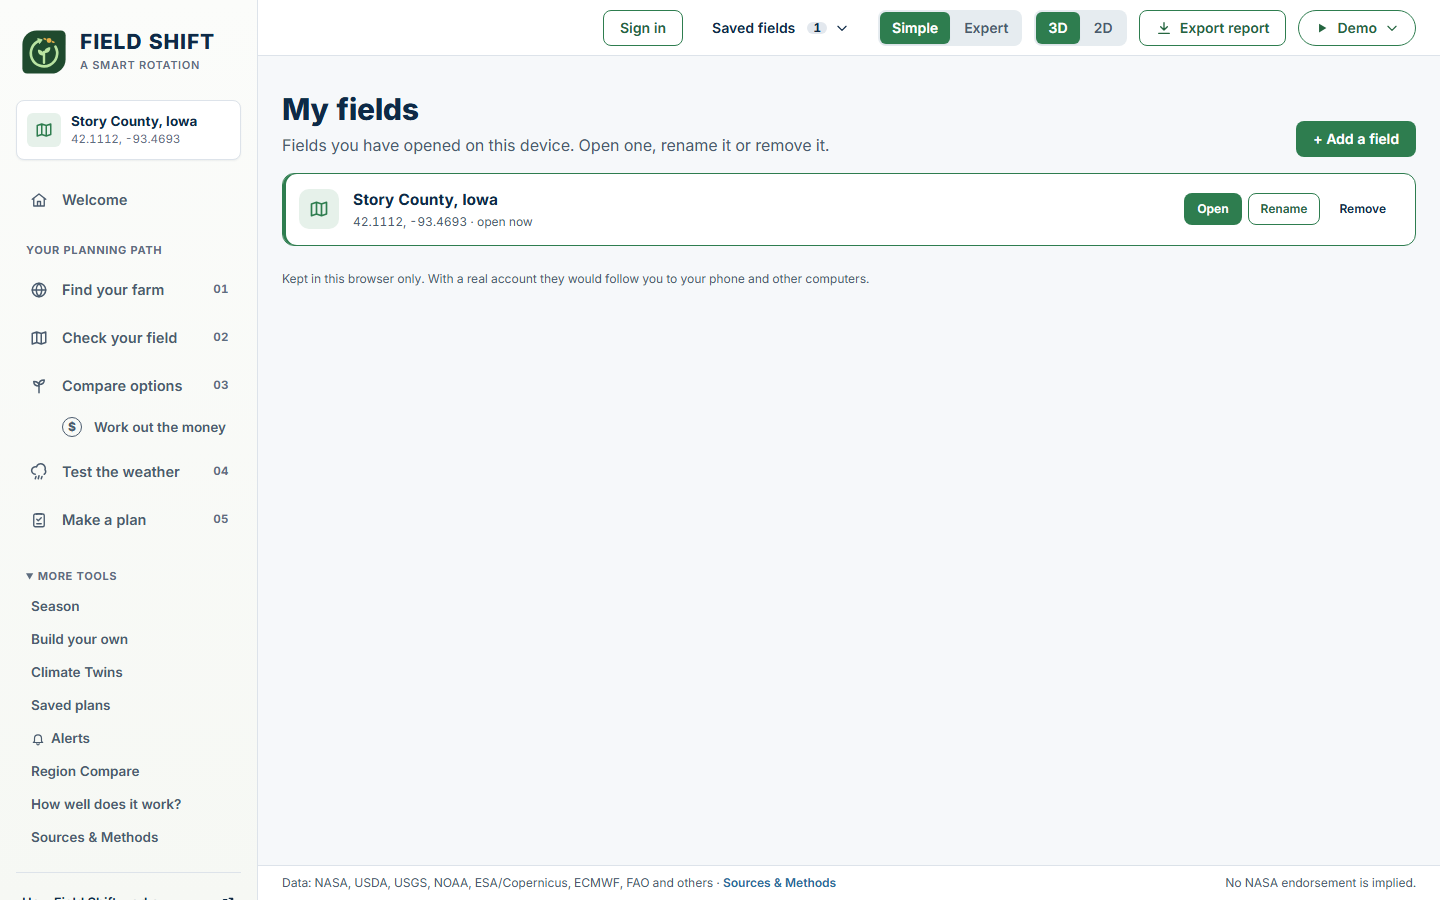 FIELD SHIFT
A SMART ROTATION
Story County, Iowa
42.1112, -93.4693
Welcome
YOUR PLANNING PATH
Find your farm 01
Check your field 02
Compare options 03
$ Work out the money
Test the weather 04
Make a plan 05
▾ MORE TOOLS
Season
Build your own
Climate Twins
Saved plans
Alerts
Region Compare
How well does it work?
Sources & Methods
Sign in
Saved fields 1
Simple Expert
3D 2D
Export report
Demo
My fields
Fields you have opened on this device. Open one, rename it or remove it.
+ Add a field
Story County, Iowa
42.1112, -93.4693 · open now
Open Rename Remove
Kept in this browser only. With a real account they would follow you to your phone and other computers.
Data: NASA, USDA, USGS, NOAA, ESA/Copernicus, ECMWF, FAO and others · Sources & Methods
No NASA endorsement is implied.